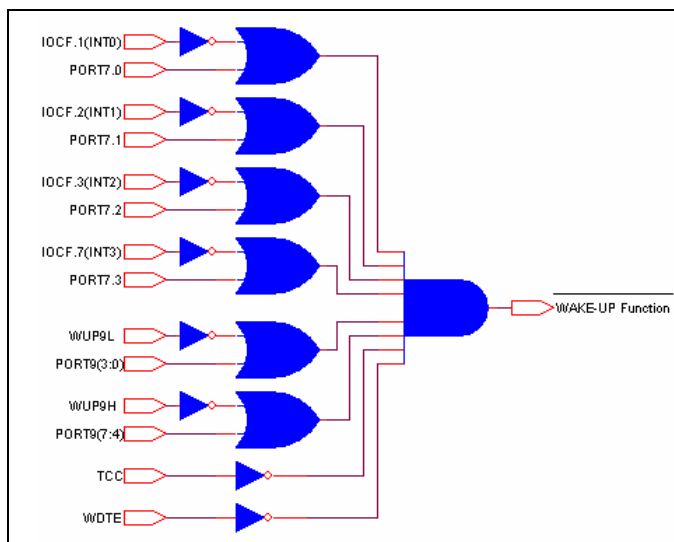 IOCF.1(INT0)
PORT7.0
IOCF.2(INT1)
PORT7.1
IOCF.3(INT2)
PORT7.2
IOCF.7(INT3)
PORT7.3
WUP9L
PORT9(3:0)
WUP9H
PORT9(7:4)
TCC
WDTE
WAKE-UP Function